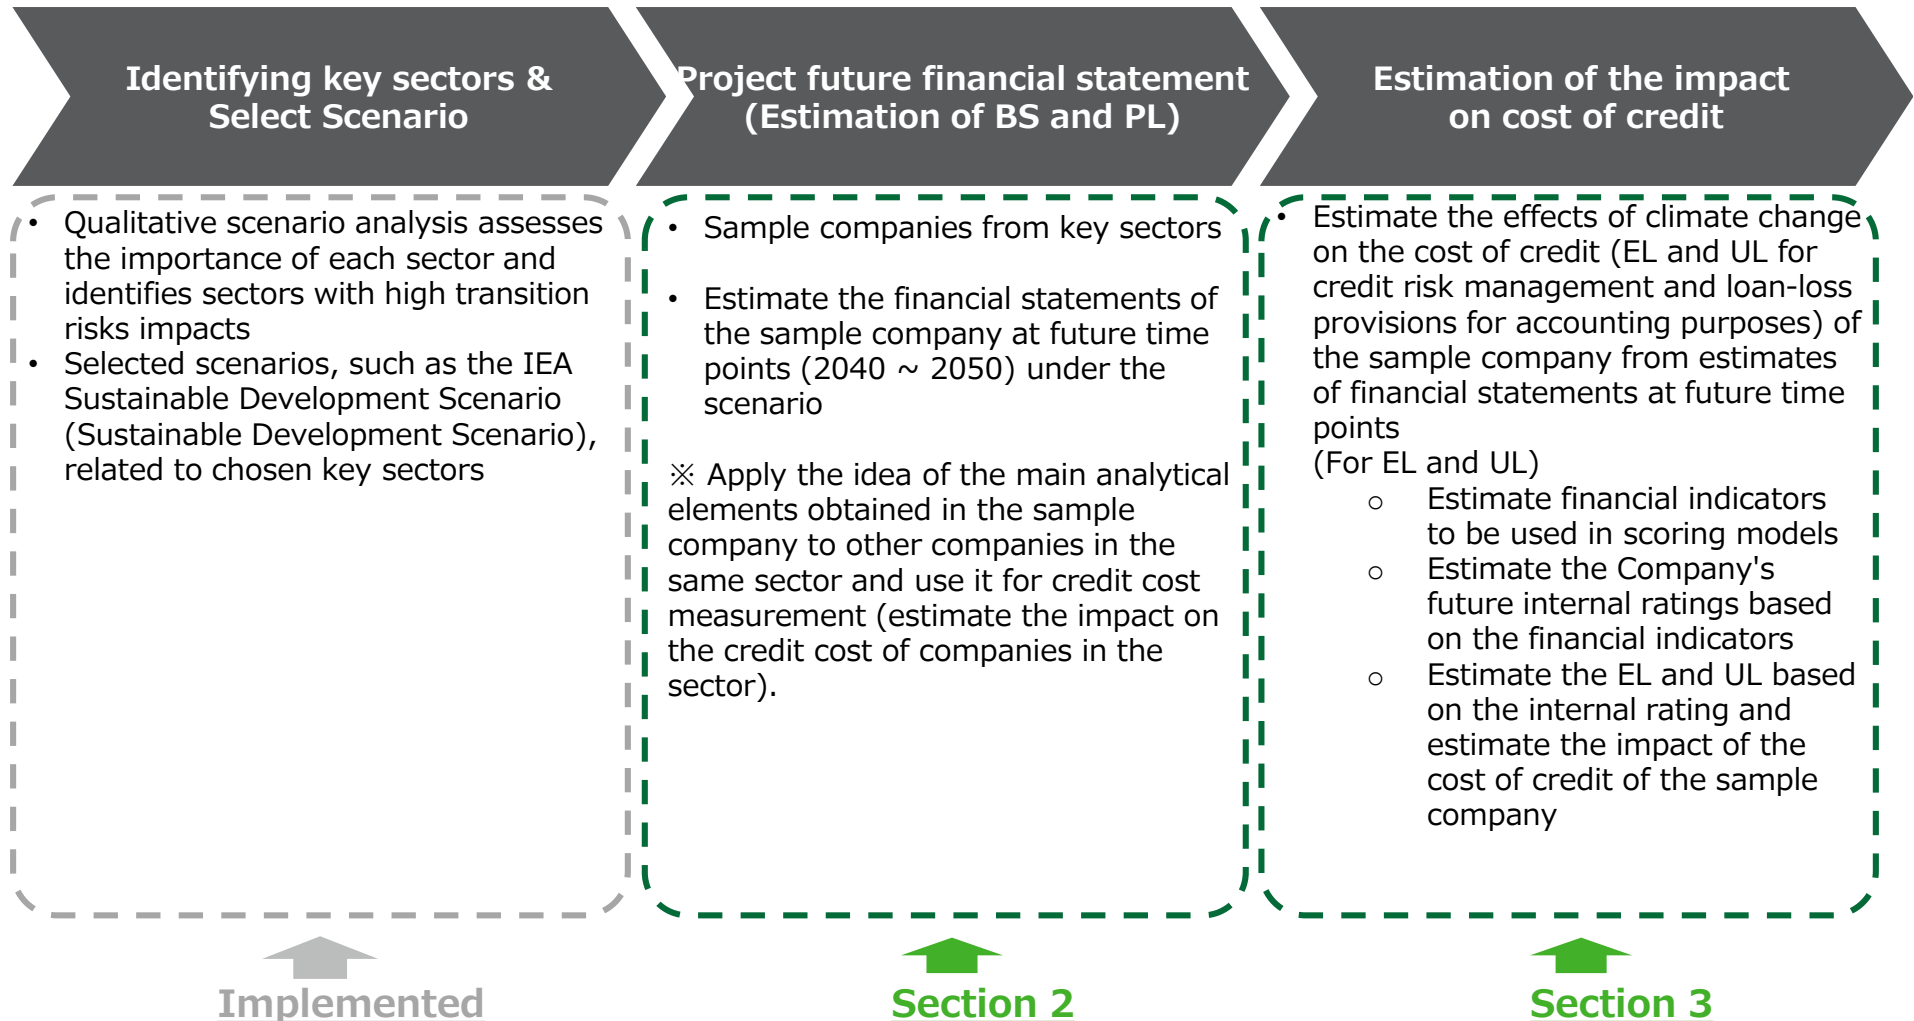 Identifying key sectors &
Select Scenario
Project future financial statement
(Estimation of BS and PL)
Estimation of the impact
on cost of credit
• Qualitative scenario analysis assesses
the importance of each sector and
identifies sectors with high transition
risks impacts
• Selected scenarios, such as the IEA
Sustainable Development Scenario
(Sustainable Development Scenario),
related to chosen key sectors
• Sample companies from key sectors
• Estimate the financial statements of
the sample company at future time
points (2040 ~ 2050) under the
scenario
※ Apply the idea of the main analytical
elements obtained in the sample
company to other companies in the
same sector and use it for credit cost
measurement (estimate the impact on
the credit cost of companies in the
sector).
• Estimate the effects of climate change
on the cost of credit (EL and UL for
credit risk management and loan-loss
provisions for accounting purposes) of
the sample company from estimates
of financial statements at future time
points
(For EL and UL)
o Estimate financial indicators
to be used in scoring models
o Estimate the Company's
future internal ratings based
on the financial indicators
o Estimate the EL and UL based
on the internal rating and
estimate the impact of the
cost of credit of the sample
company
Implemented
Section 2
Section 3